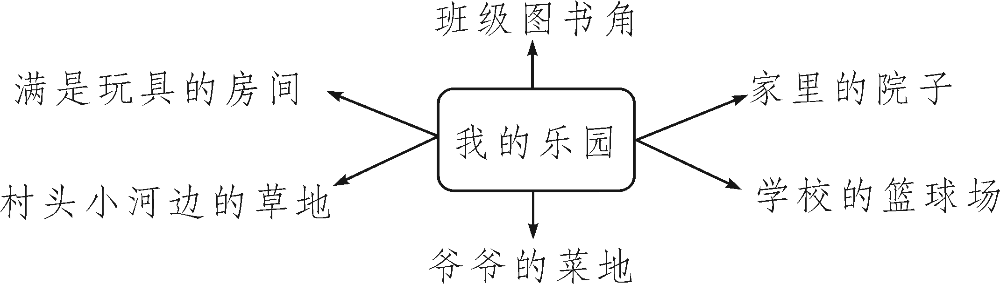 班级图书角
满是玩具的房间
家里的院子
我的乐园
村头小河边的草地
学校的篮球场
爷爷的菜地